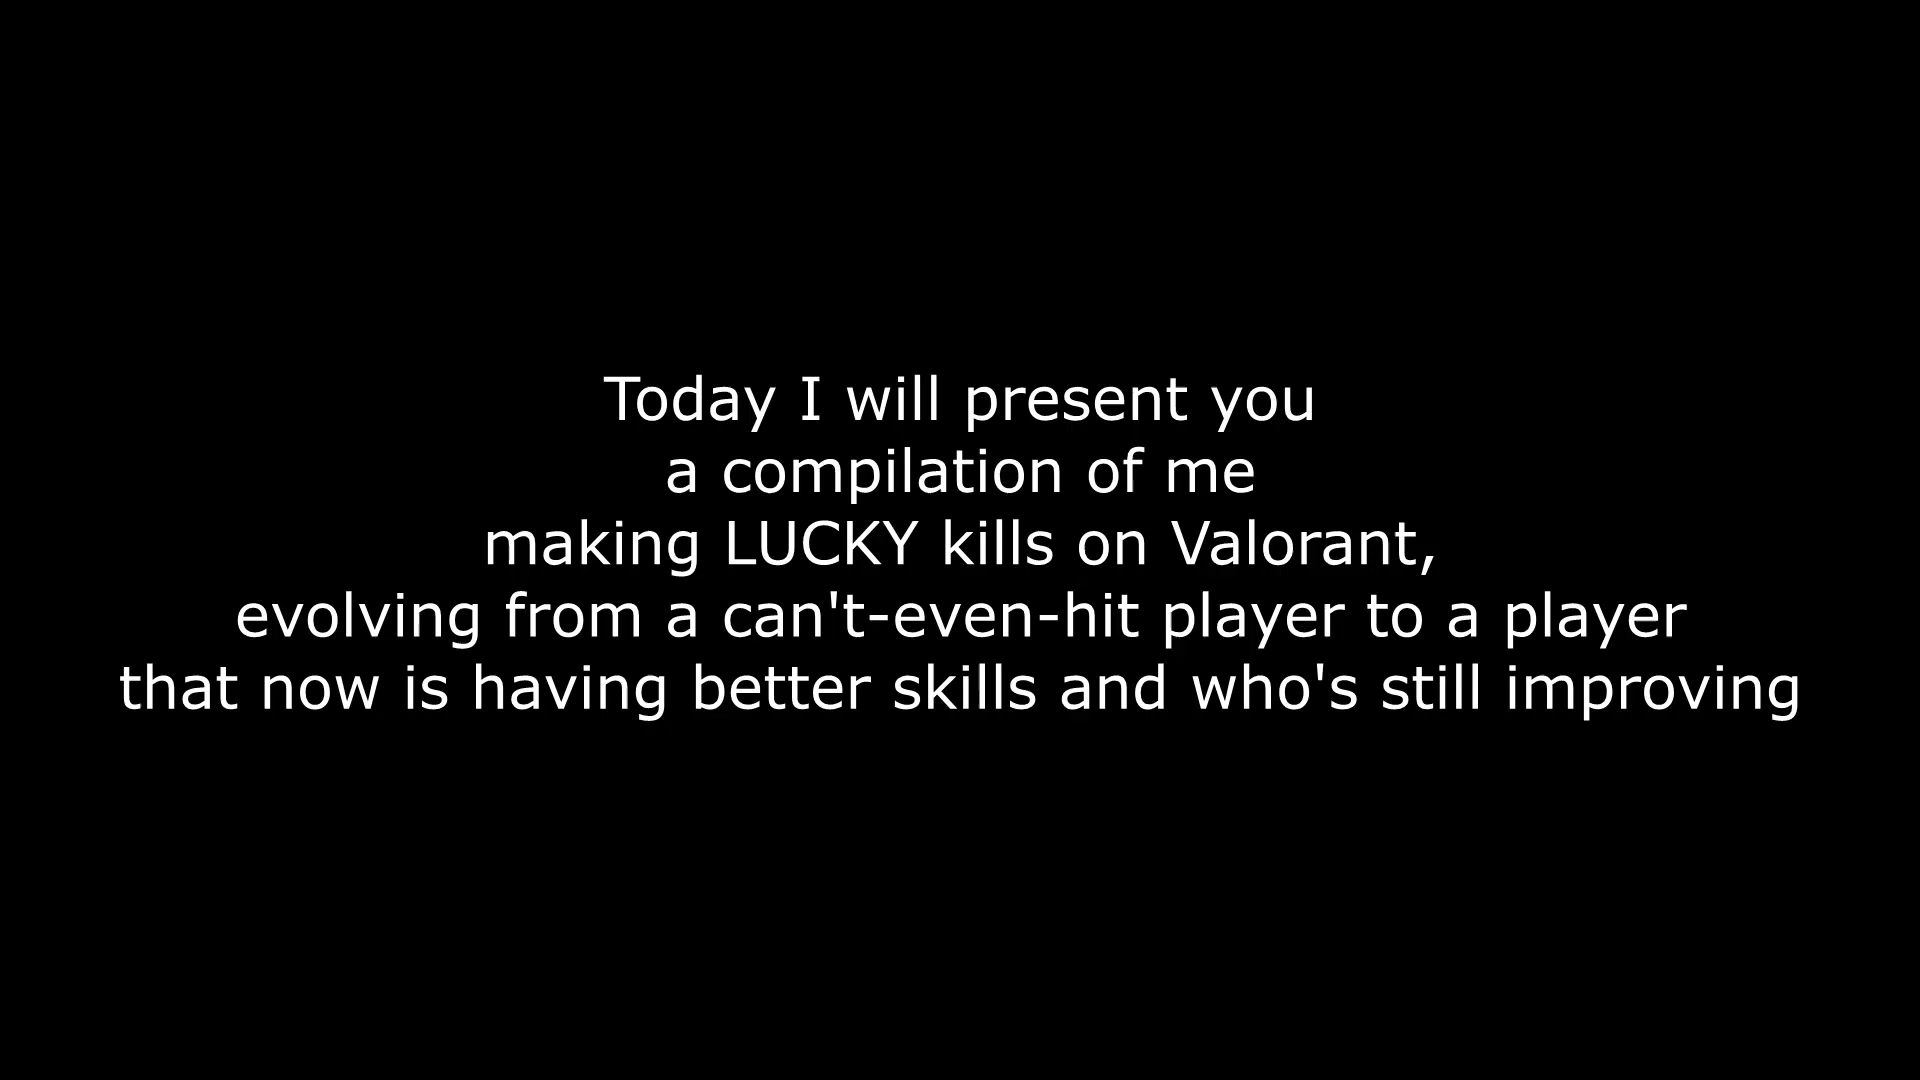 Today I will present you
a compilation of me
making LUCKY kills on Valorant,
evolving from a can't-even-hit player to a player
that now is having better skills and who's still improving